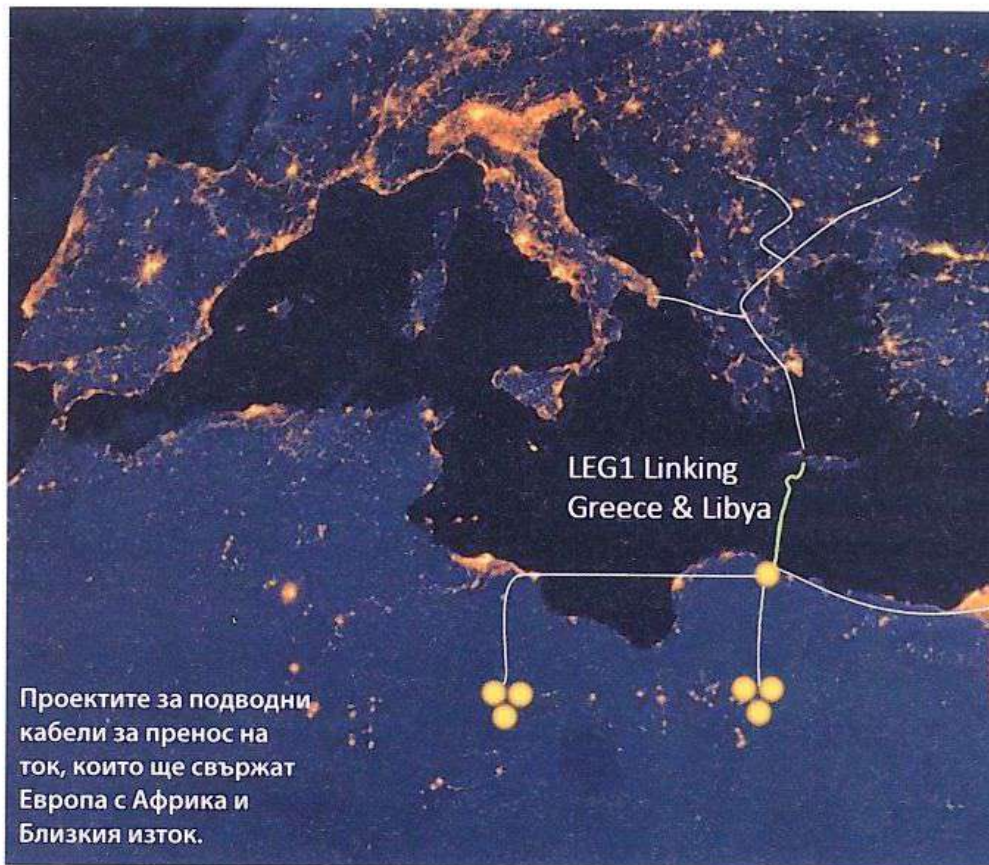 LEG1 Linking
Greece & Libya
Проектите за подводни
кабели за пренос на
ток, които ще свържат
Европа с Африка и
Близкия изток.